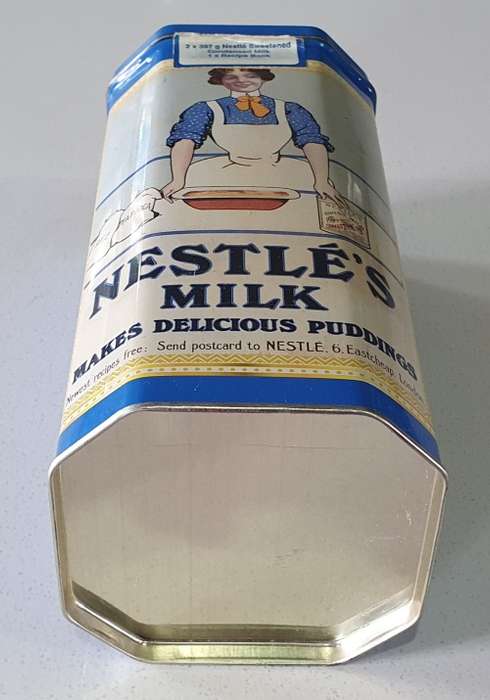 2 x 397 g Nestlé Sweetened
Condensed Milk
1 x Recipe Book
NESTLÉ'S
MILK
MAKES DELICIOUS PUDDINGS
Newest recipes free: Send postcard to NESTLÉ, 6, Eastcheap, London